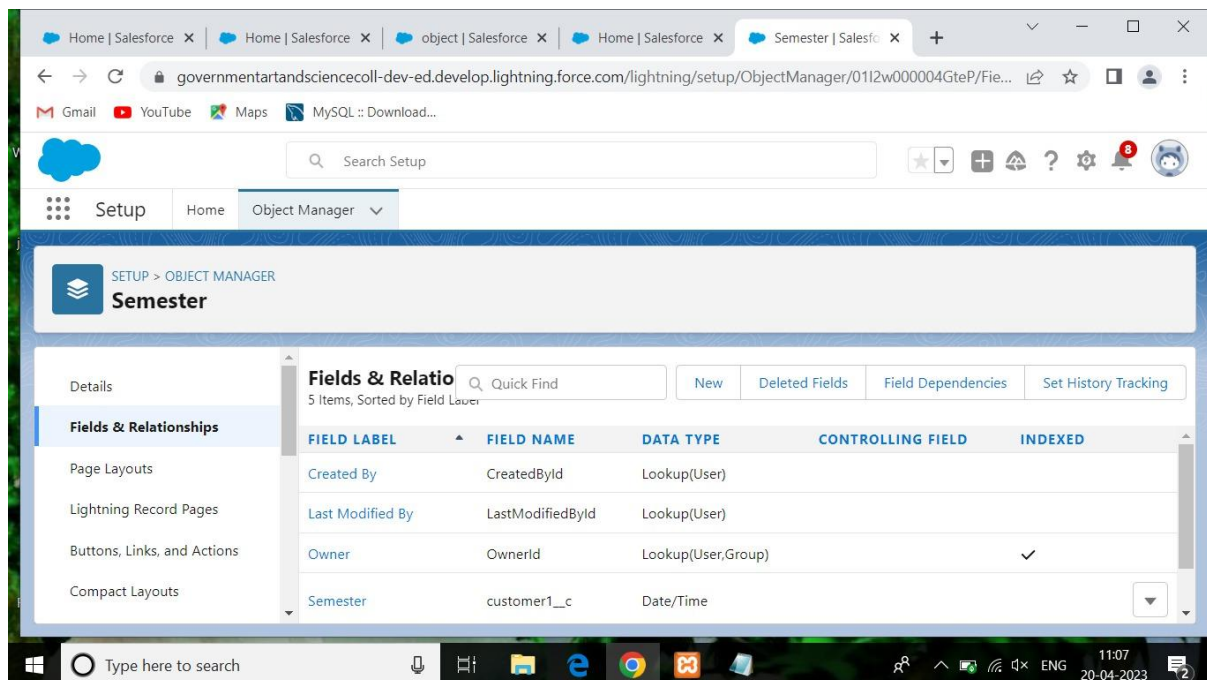 Home | Salesforce
Home | Salesforce
object | Salesforce
Home | Salesforce
Semester | Salesfo
governmentartandsciencecoll-dev-ed.develop.lightning.force.com/lightning/setup/ObjectManager/01I2w000004GteP/Fie...
Gmail YouTube Maps MySQL :: Download...
Search Setup
8
Setup Home Object Manager
SETUP > OBJECT MANAGER
Semester
Details
Fields & Relationships
Page Layouts
Lightning Record Pages
Buttons, Links, and Actions
Compact Layouts
Fields & Relatio
5 Items, Sorted by Field Label
Quick Find
New Deleted Fields Field Dependencies Set History Tracking
FIELD LABEL FIELD NAME DATA TYPE CONTROLLING FIELD INDEXED
Created By CreatedById Lookup(User)
Last Modified By LastModifiedById Lookup(User)
Owner OwnerId Lookup(User,Group)
Semester customer1__c Date/Time
Type here to search
ENG
11:07
20-04-2023
2